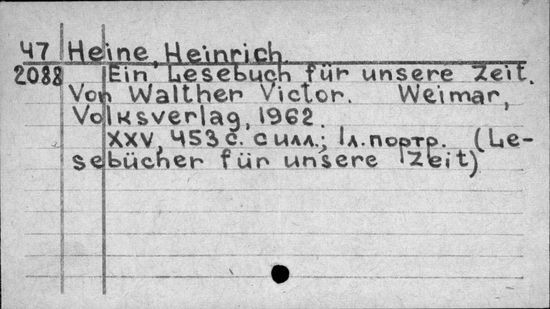 47 Heine, Heinrich.
2088 Ein Lesebuch für unsere Zeit.
Von Walther Victor. Weimar,
Volksverlag, 1962.
XXV, 453 с. с илл.; 1 л. портр. (Le-
sebücher für unsere Zeit)